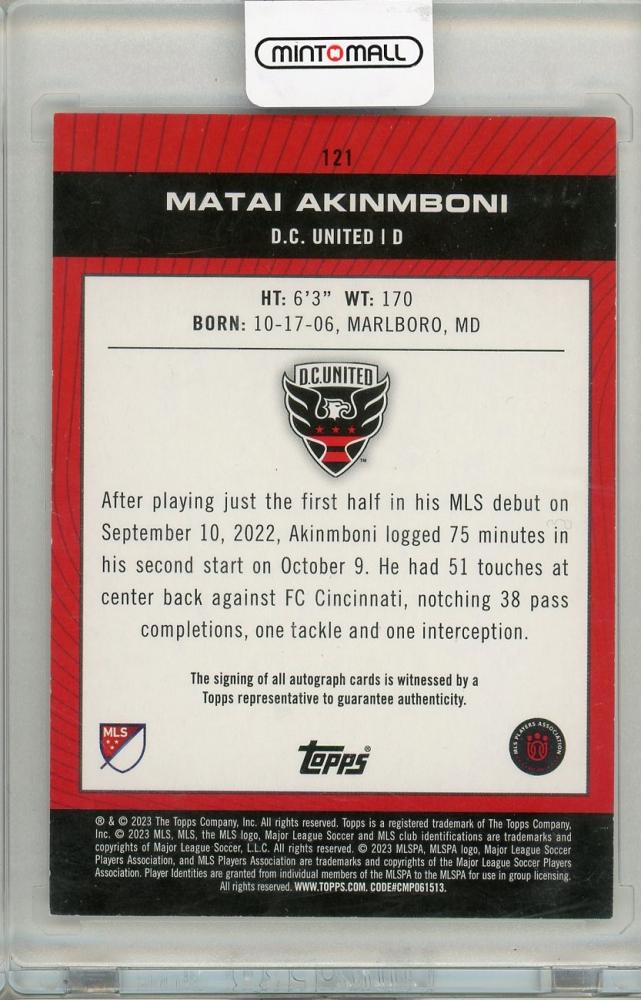 MINTOMALL
121
MATAI AKINMBONI
D.C. UNITED | D
HT: 6'3" WT: 170
BORN: 10-17-06, MARLBORO, MD
D.C.UNITED
TM
After playing just the first half in his MLS debut on
September 10, 2022, Akinmboni logged 75 minutes in
his second start on October 9. He had 51 touches at
center back against FC Cincinnati, notching 38 pass
completions, one tackle and one interception.
The signing of all autograph cards is witnessed by a
Topps representative to guarantee authenticity.
MLS
Topps®
MLS PLAYERS ASSOCIATION
® & © 2023 The Topps Company, Inc. All rights reserved. Topps is a registered trademark of The Topps Company,
Inc. © 2023 MLS, MLS, the MLS logo, Major League Soccer and MLS club identifications are trademarks and
copyrights of Major League Soccer, L.L.C. All rights reserved. © 2023 MLSPA, MLSPA logo, Major League Soccer
Players Association, and MLS Players Association are trademarks and copyrights of the Major League Soccer Players
Association. Player Identities are granted from individual members of the MLSPA to the MLSPA for use in group licensing.
All rights reserved. WWW.TOPPS.COM. CODE#CMP061513.